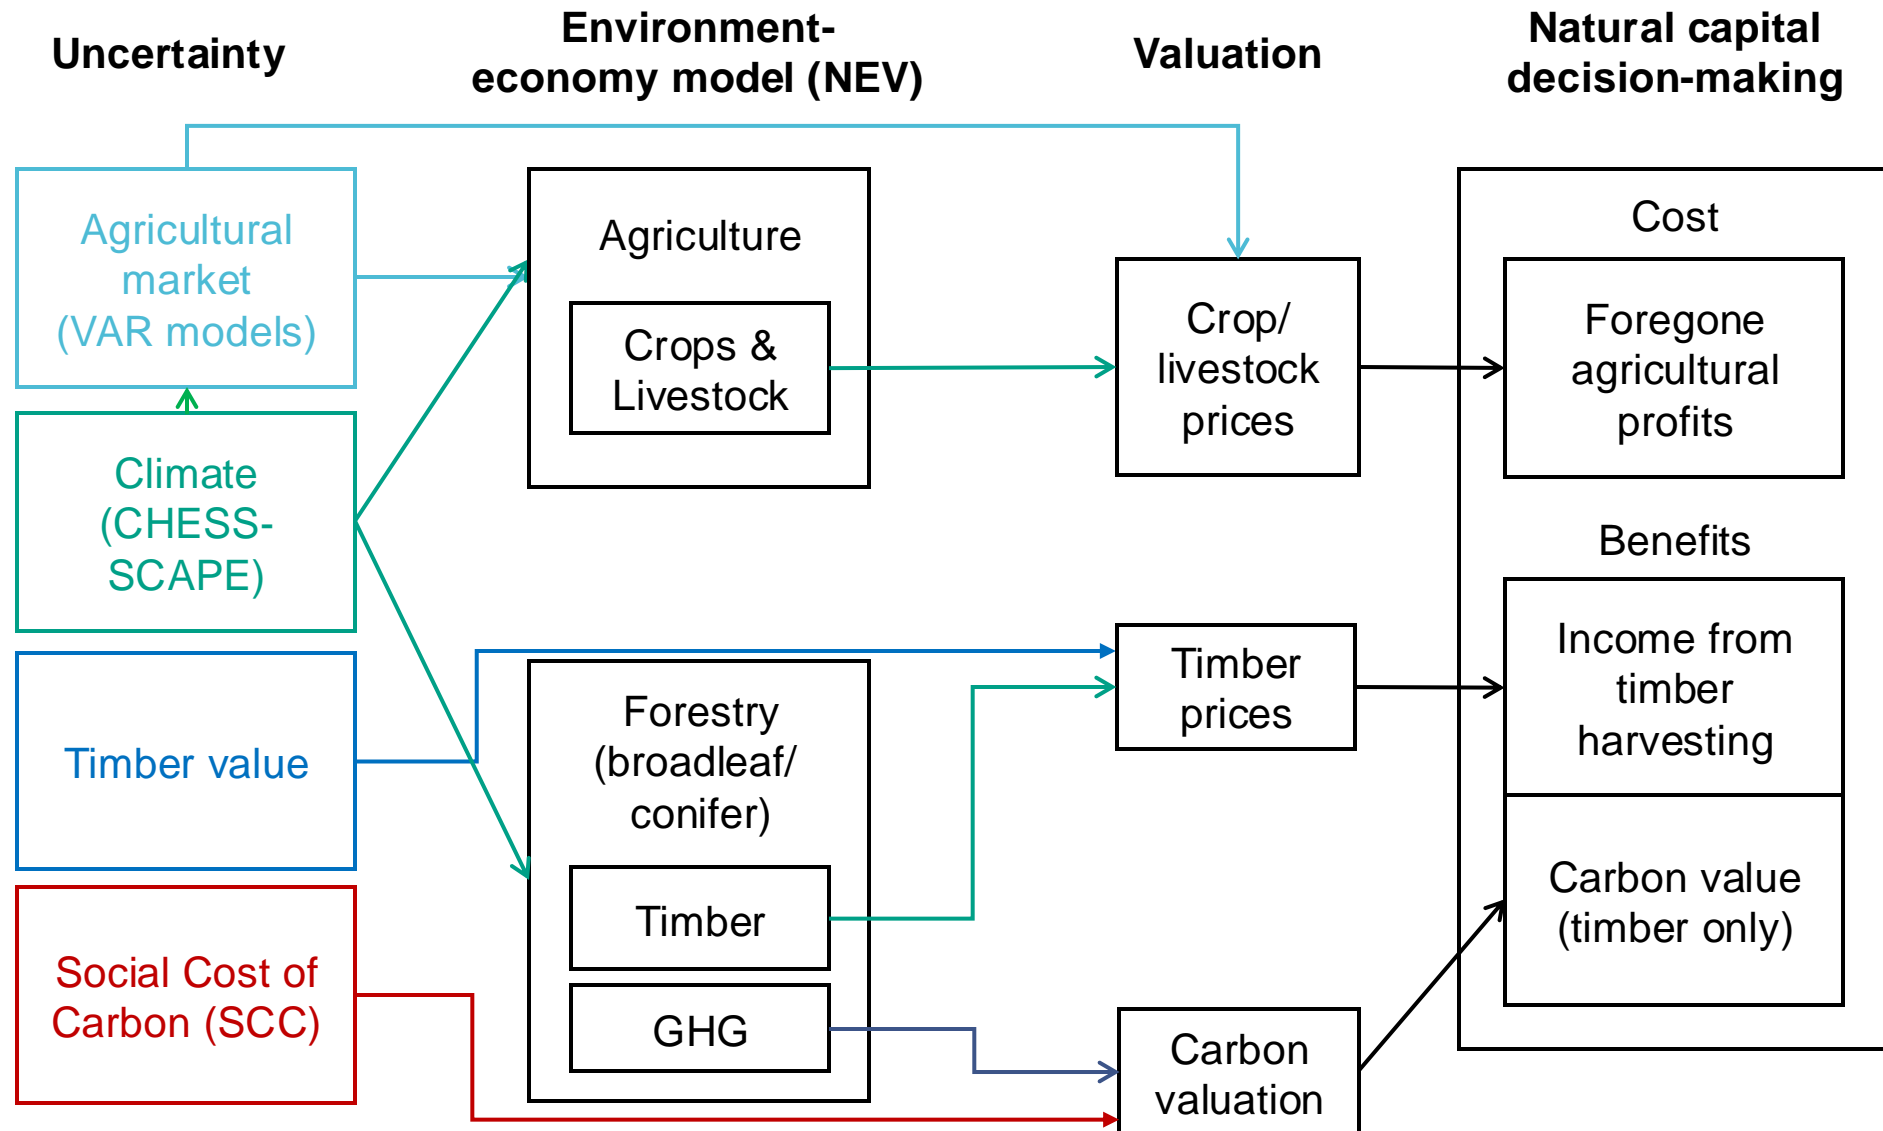 Uncertainty
Environment-
economy model (NEV)
Valuation
Natural capital
decision-making
Agricultural
market
(VAR models)
Climate
(CHESS-
SCAPE)
Timber value
Social Cost of
Carbon (SCC)
Agriculture
Crops &
Livestock
Forestry
(broadleaf/
conifer)
Timber
GHG
Crop/
livestock
prices
Timber
prices
Carbon
valuation
Cost
Foregone
agricultural
profits
Benefits
Income from
timber
harvesting
Carbon value
(timber only)